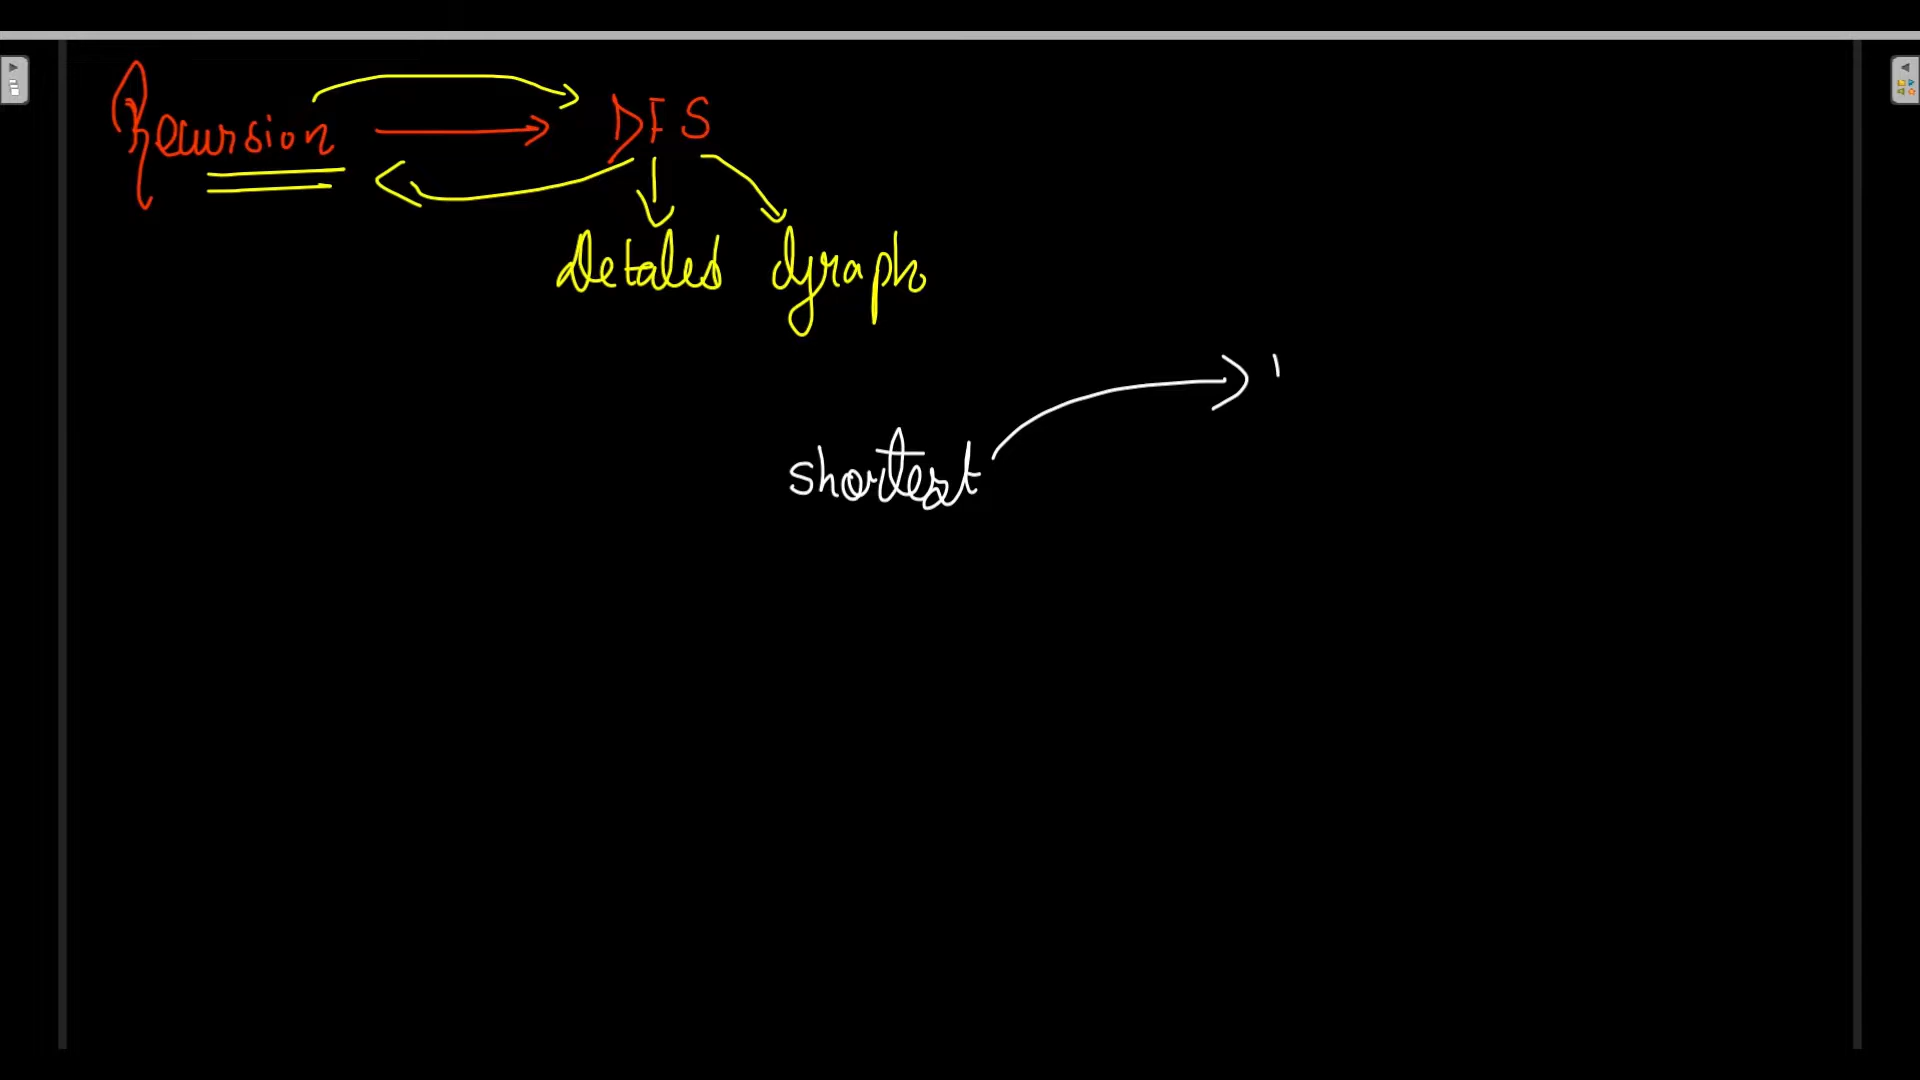 Recursion → DFS
detailed graph
shortest →